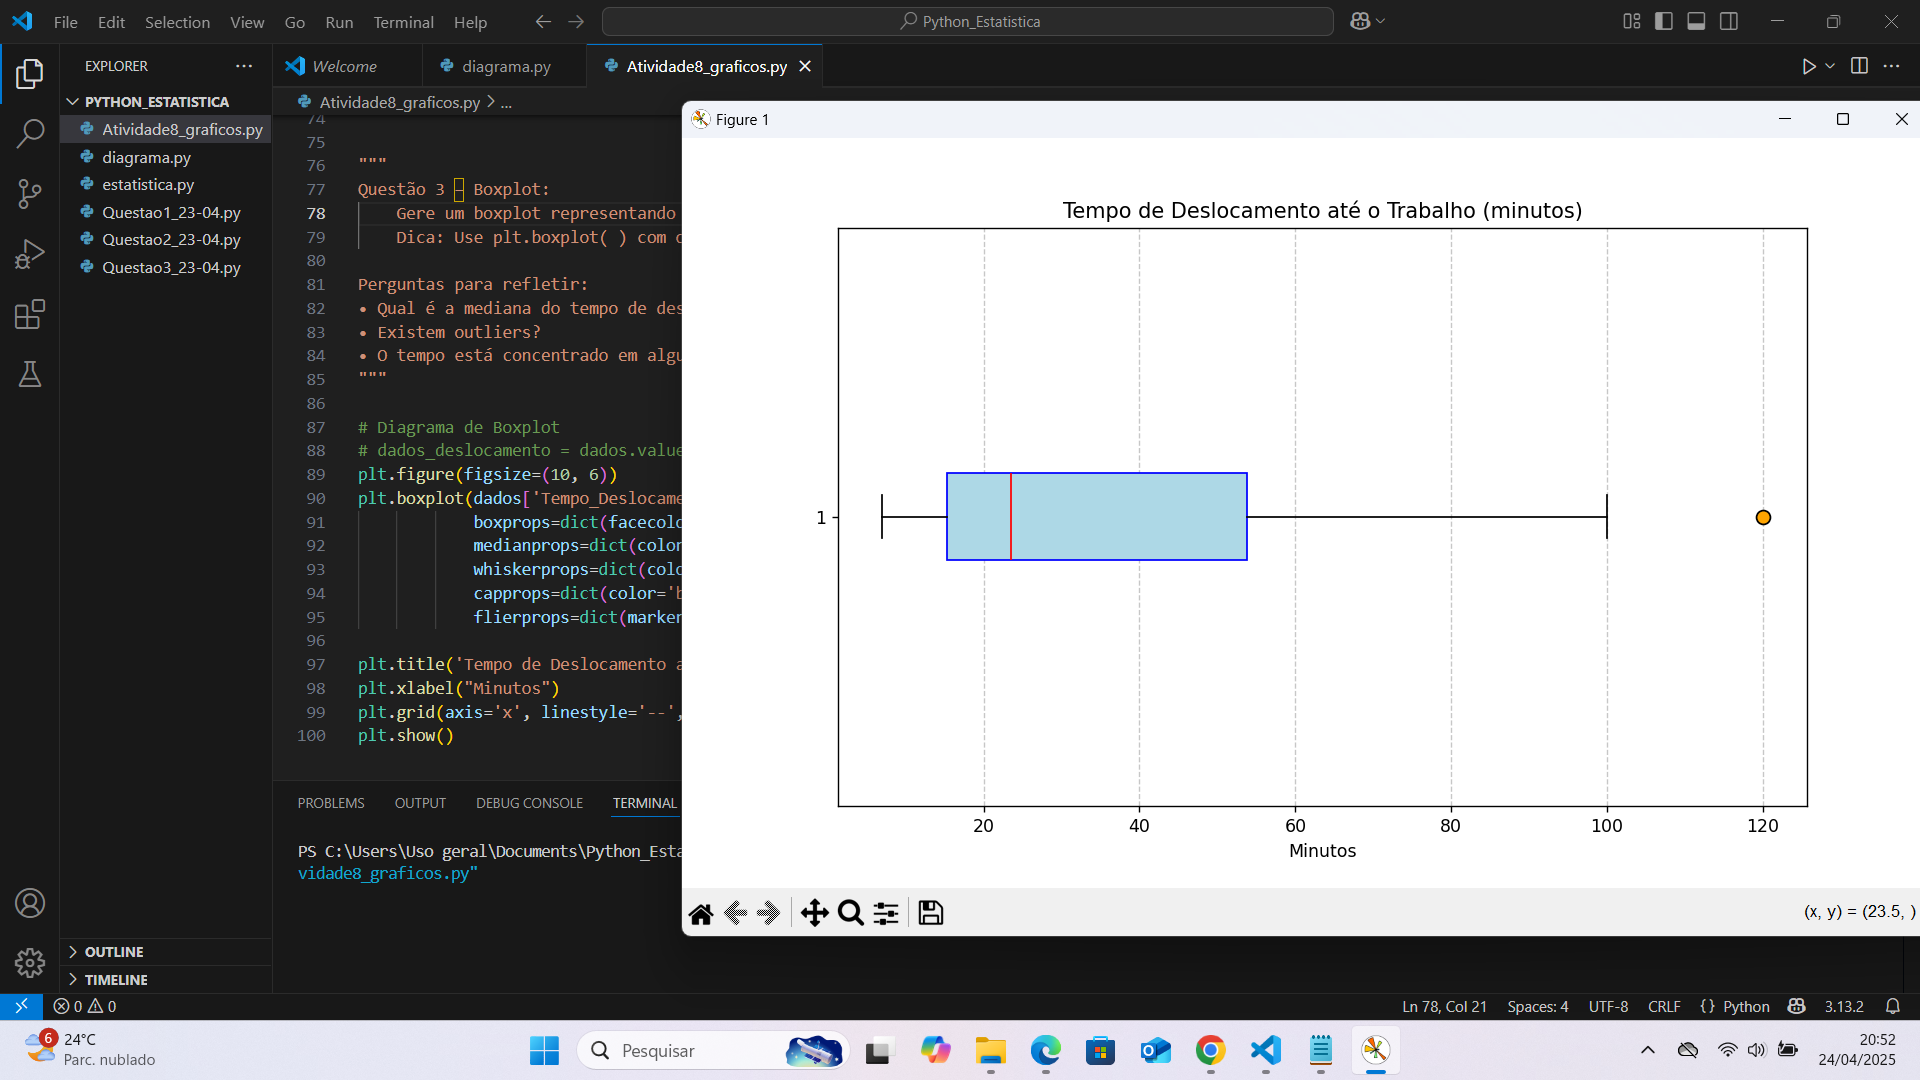 File Edit Selection View Go Run Terminal Help
Python_Estatistica
EXPLORER
Welcome
diagrama.py
Atividade8_graficos.py
PYTHON_ESTATISTICA
Atividade8_graficos.py
diagrama.py
estatistica.py
Questao1_23-04.py
Questao2_23-04.py
Questao3_23-04.py
OUTLINE
TIMELINE
Atividade8_graficos.py > ...
74
75
76 """
77 Questão 3 – Boxplot:
78 Gere um boxplot representando
79 Dica: Use plt.boxplot( ) com c
80
81 Perguntas para refletir:
82 • Qual é a mediana do tempo de des
83 • Existem outliers?
84 • O tempo está concentrado em algu
85 """
86
87 # Diagrama de Boxplot
88 # dados_deslocamento = dados.value
89 plt.figure(figsize=(10, 6))
90 plt.boxplot(dados['Tempo_Deslocame
91 boxprops=dict(facecolo
92 medianprops=dict(color
93 whiskerprops=dict(colo
94 capprops=dict(color='b
95 flierprops=dict(marker
96
97 plt.title('Tempo de Deslocamento a
98 plt.xlabel("Minutos")
99 plt.grid(axis='x', linestyle='--',
100 plt.show()
PROBLEMS OUTPUT DEBUG CONSOLE TERMINAL
PS C:\Users\Uso geral\Documents\Python_Esta
vidade8_graficos.py"
Figure 1
Tempo de Deslocamento até o Trabalho (minutos)
1
20 40 60 80 100 120
Minutos
(x, y) = (23.5, )
0 0
Ln 78, Col 21 Spaces: 4 UTF-8 CRLF {} Python 3.13.2
6
24°C
Parc. nublado
Pesquisar
20:52
24/04/2025